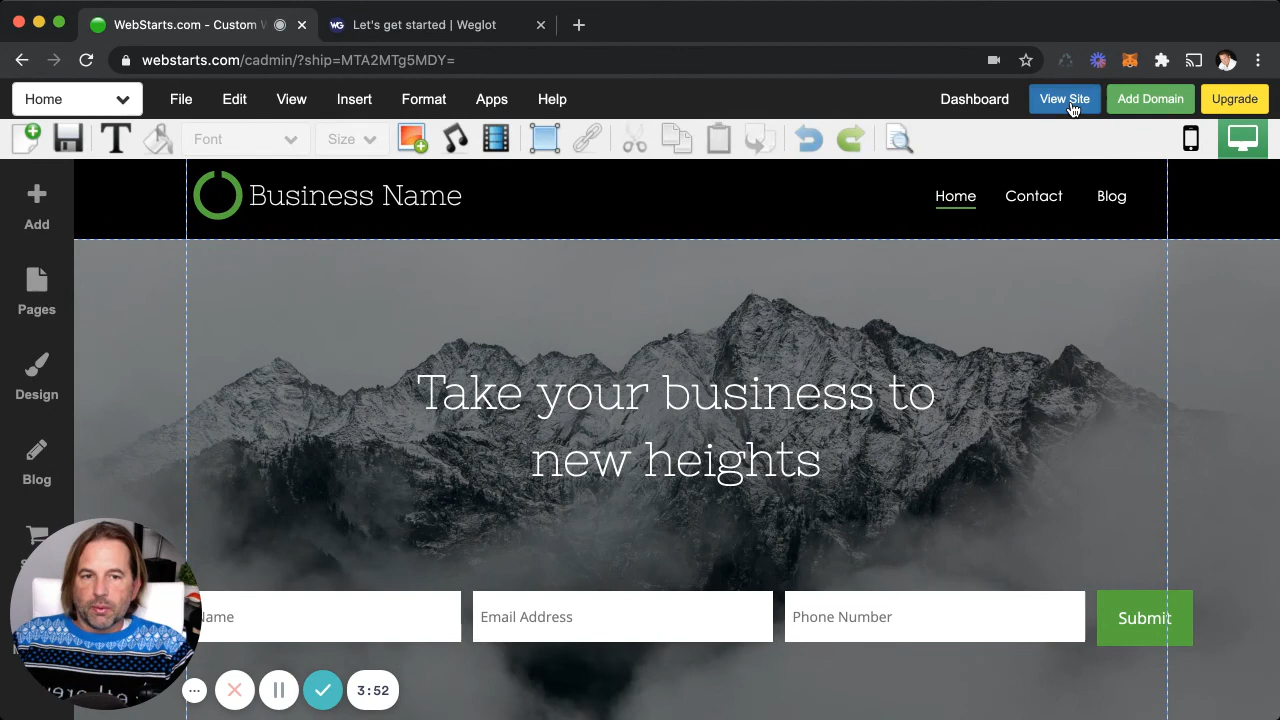 WebStarts.com - Custom W
Let's get started | Weglot
webstarts.com/cadmin/?ship=MTA2MTg5MDY=
Home
File
Edit
View
Insert
Format
Apps
Help
Dashboard
View Site
Add Domain
Upgrade
Font
Size
Add
Pages
Design
Blog
Business Name
Home
Contact
Blog
Take your business to
new heights
Name
Email Address
Phone Number
Submit
3:52